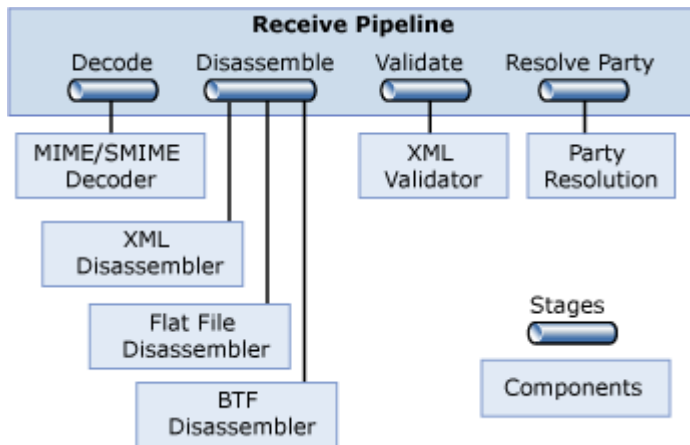 Receive Pipeline
Decode
Disassemble
Validate
Resolve Party
MIME/SMIME
Decoder
XML
Validator
Party
Resolution
XML
Disassembler
Flat File
Disassembler
BTF
Disassembler
Stages
Components